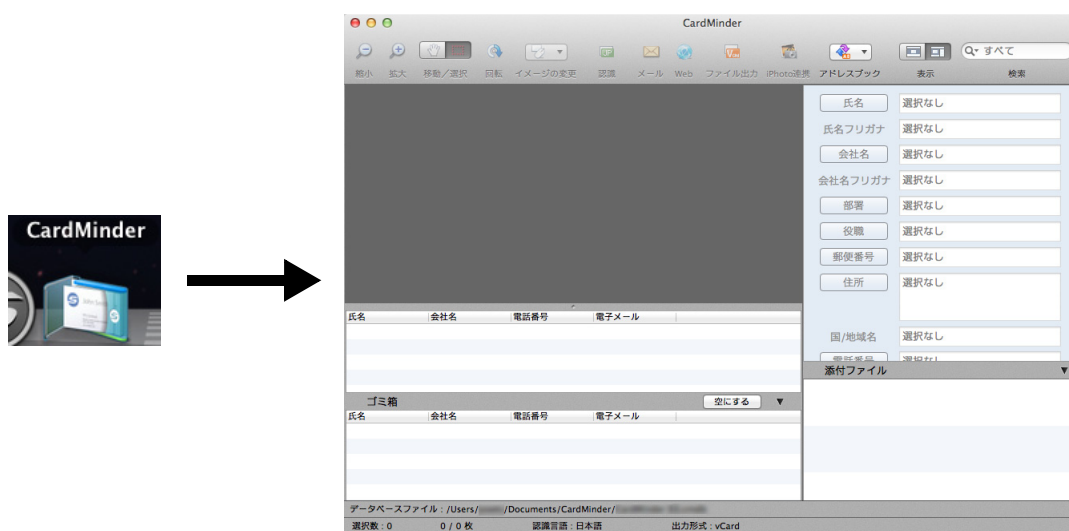 CardMinder
CardMinder
縮小 拡大 移動/選択 回転 イメージの変更 認識 メール Web ファイル出力 iPhoto連携 アドレスブック 表示 検索
すべて
氏名 選択なし
氏名フリガナ 選択なし
会社名 選択なし
会社名フリガナ 選択なし
部署 選択なし
役職 選択なし
郵便番号 選択なし
住所 選択なし
国/地域名 選択なし
電話番号 選択なし
添付ファイル
氏名 会社名 電話番号 電子メール
ゴミ箱 空にする
氏名 会社名 電話番号 電子メール
データベースファイル : /Users/ /Documents/CardMinder/
選択数 : 0 0 / 0 枚 認識言語 : 日本語 出力形式 : vCard